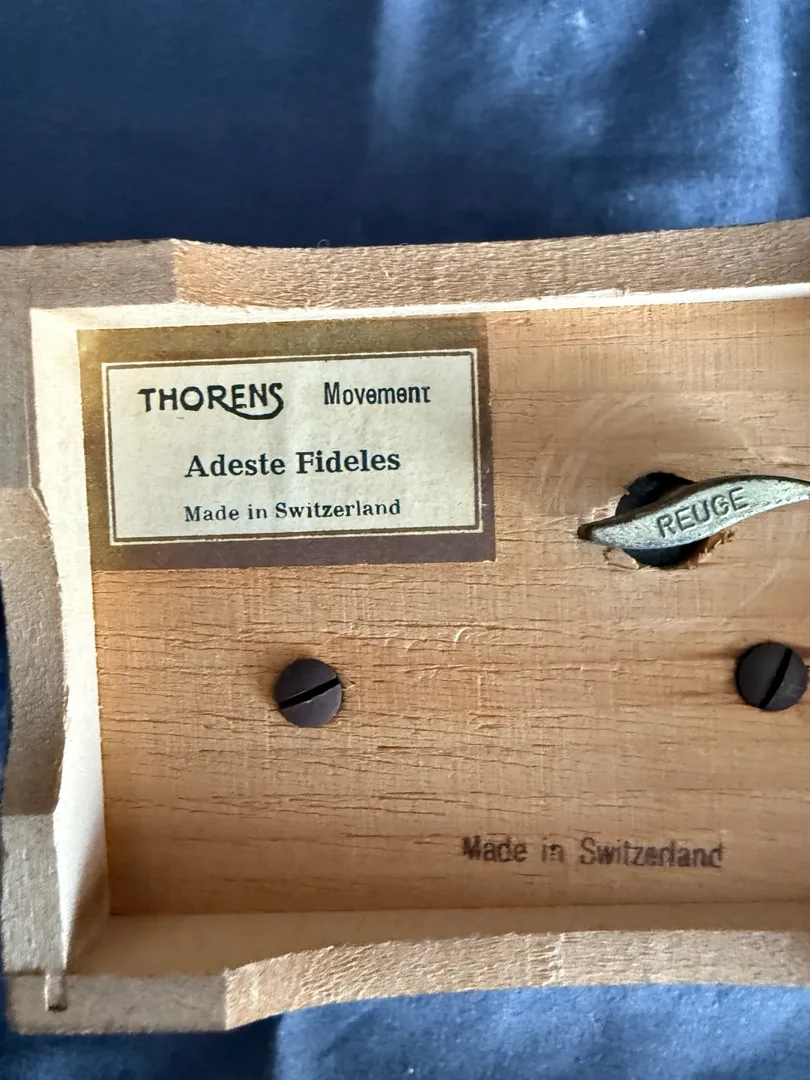 THORENS Movement
Adeste Fideles
Made in Switzerland
REUGE
Made in Switzerland